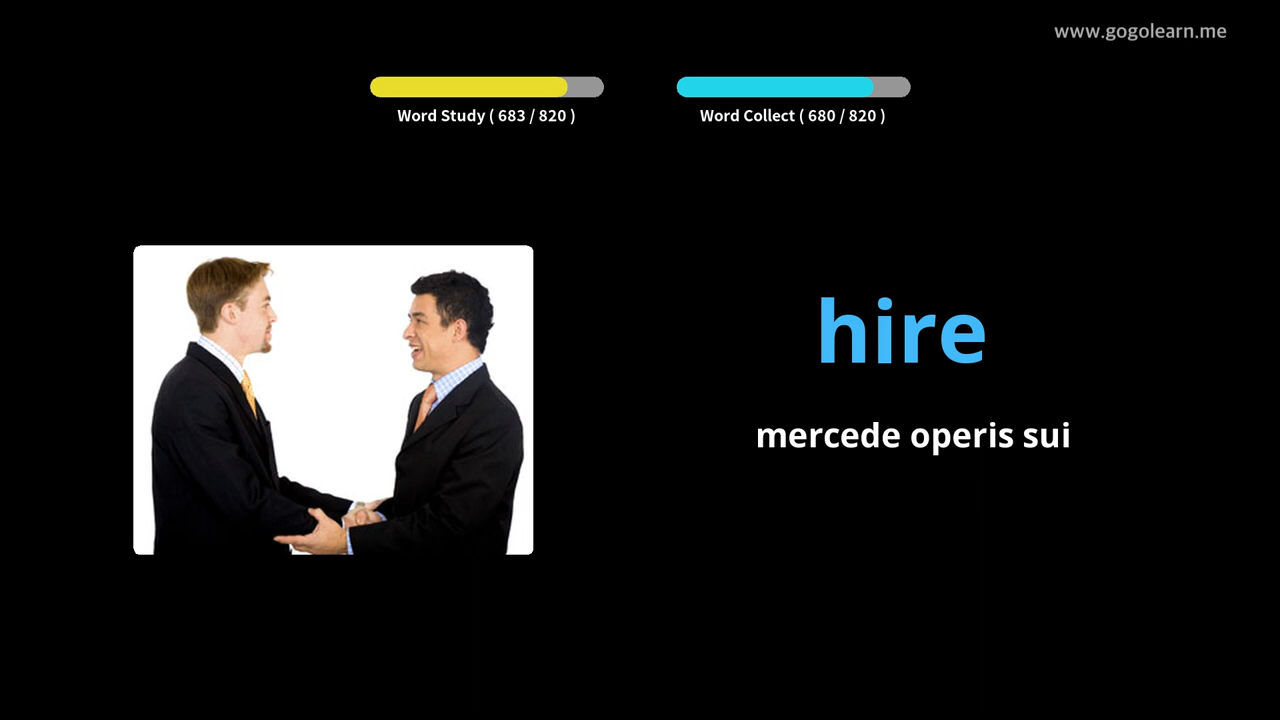 www.gogolearn.me
Word Study ( 683 / 820 )
Word Collect ( 680 / 820 )
hire
mercede operis sui